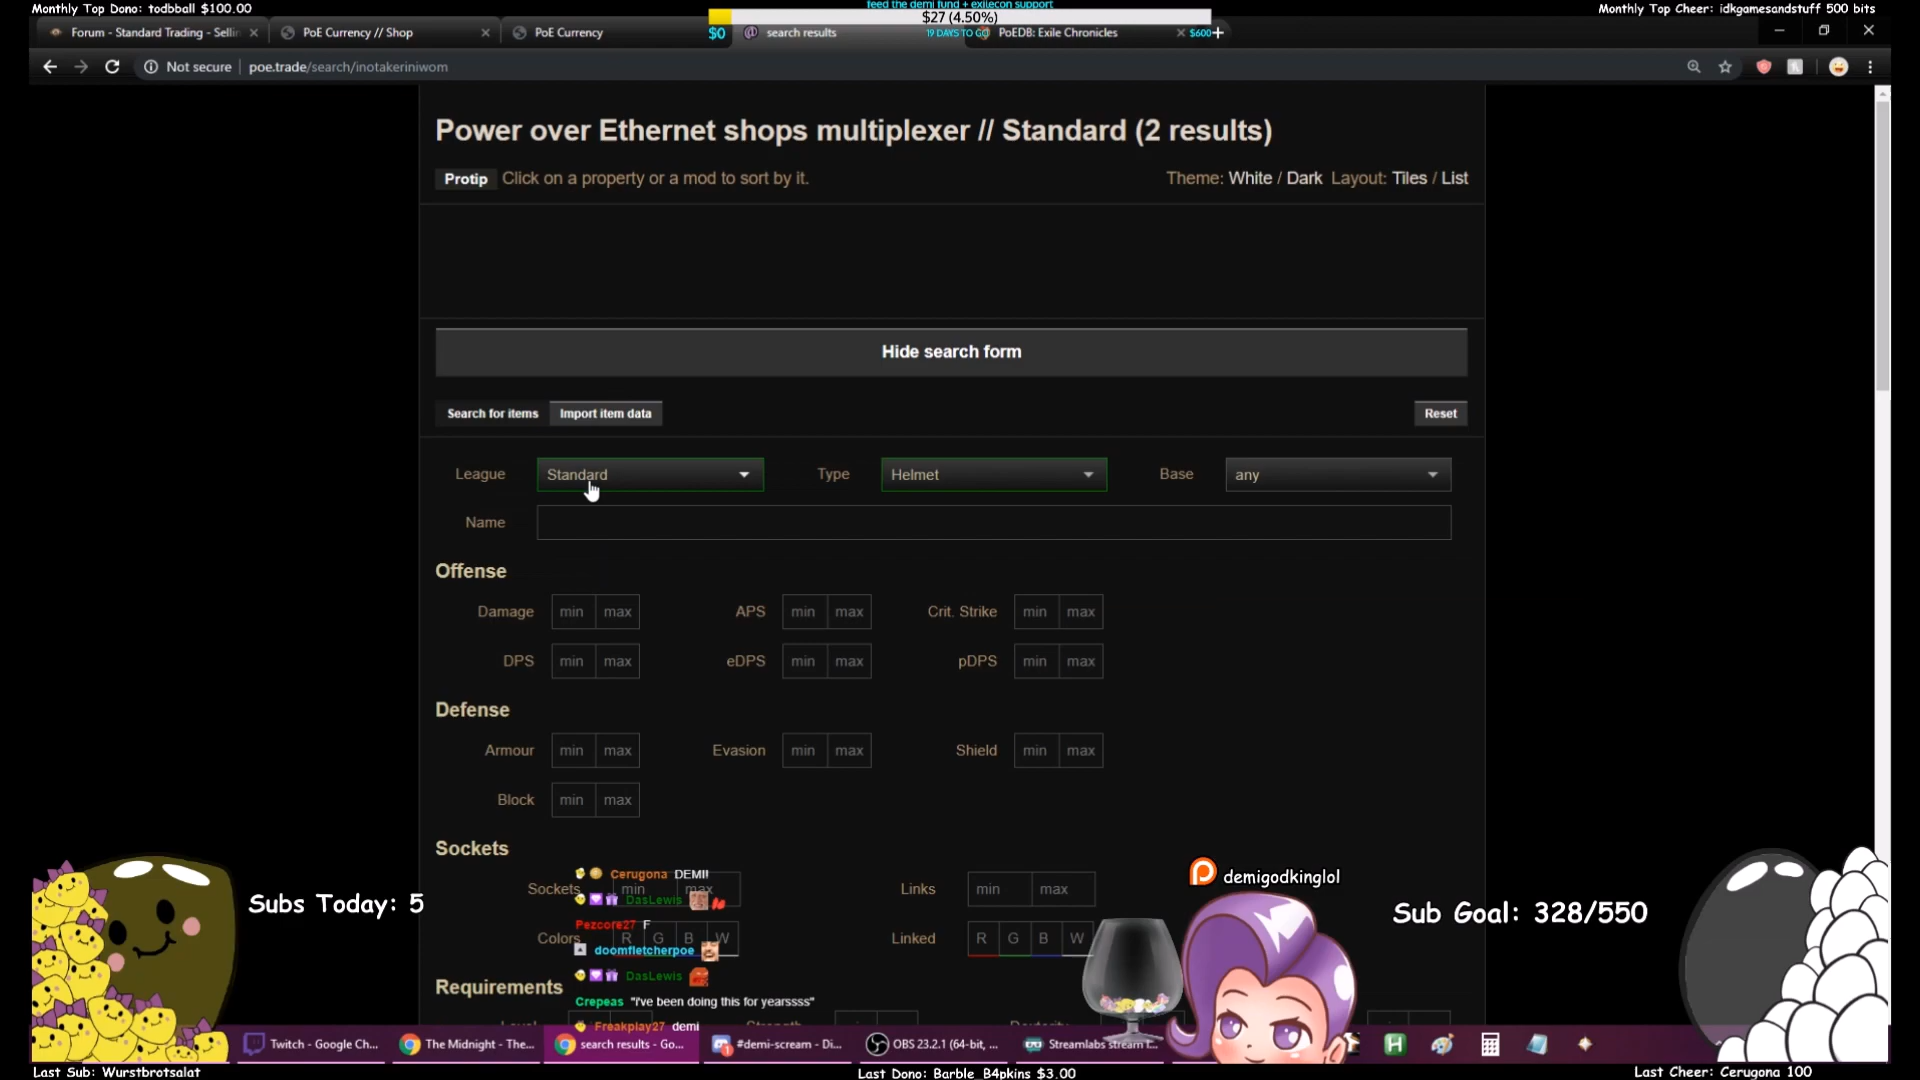 Monthly Top Dono: todbball $100.00
feed the demi fund + exilecon support
Monthly Top Cheer: idkgamesandstuff 500 bits
$27 (4.50%)
Forum - Standard Trading - Sellin
PoE Currency // Shop
PoE Currency
$0
search results
19 DAYS TO GO
PoEDB: Exile Chronicles
$600
Not secure
poe.trade/search/inotakeriniwom
Power over Ethernet shops multiplexer // Standard (2 results)
Protip Click on a property or a mod to sort by it.
Theme: White / Dark Layout: Tiles / List
Hide search form
Search for items
Import item data
Reset
League Standard
Type Helmet
Base any
Name
Offense
Damage min max
APS min max
Crit. Strike min max
DPS min max
eDPS min max
pDPS min max
Defense
Armour min max
Evasion min max
Shield min max
Block min max
Sockets
Cerugona DEMI!
Sockets min max
Links min max
DasLewis
Pezcore27 F
Colors R G B W
Linked R G B W
doomfletcherpoe
DasLewis
Requirements
Crepeas "i've been doing this for yearssss"
Freakplay27 demi
demigodkinglol
Subs Today: 5
Sub Goal: 328/550
Twitch - Google Ch...
The Midnight - The...
search results - Go...
#demi-scream - Di...
OBS 23.2.1 (64-bit, ...
Streamlabs stream t...
Last Sub: Wurstbrotsalat
Last Dono: Barble_B4pkins $3.00
Last Cheer: Cerugona 100